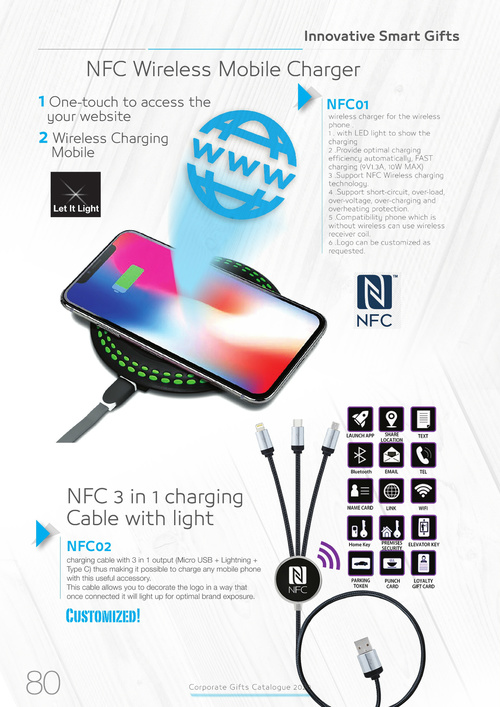 Innovative Smart Gifts
NFC Wireless Mobile Charger
1 One-touch to access the
your website
2 Wireless Charging
Mobile
Let It Light
www
NFC01
wireless charger for the wireless
phone.
1 . with LED light to show the
charging
2 .Provide optimal charging
efficiency automatically, FAST
charging (9V1.3A, 10W MAX)
3 .Support NFC Wireless charging
technology.
4 .Support short-circuit, over-load,
over-voltage, over-charging and
overheating protection.
5 .Compatibility phone which is
without wireless can use wireless
receiver coil.
6 .Logo can be customized as
requested.
N™
NFC
LAUNCH APP
SHARE
LOCATION
TEXT
Bluetooth
EMAIL
TEL
NAME CARD
LINK
WIFI
Home Key
PREMISES
SECURITY
ELEVATOR KEY
PARKING
TOKEN
PUNCH
CARD
LOYALTY
GIFT CARD
NFC 3 in 1 charging
Cable with light
NFC02
charging cable with 3 in 1 output (Micro USB + Lightning +
Type C) thus making it possible to charge any mobile phone
with this useful accessory.
This cable allows you to decorate the logo in a way that
once connected it will light up for optimal brand exposure.
CUSTOMIZED!
N
NFC
80
Corporate Gifts Catalogue